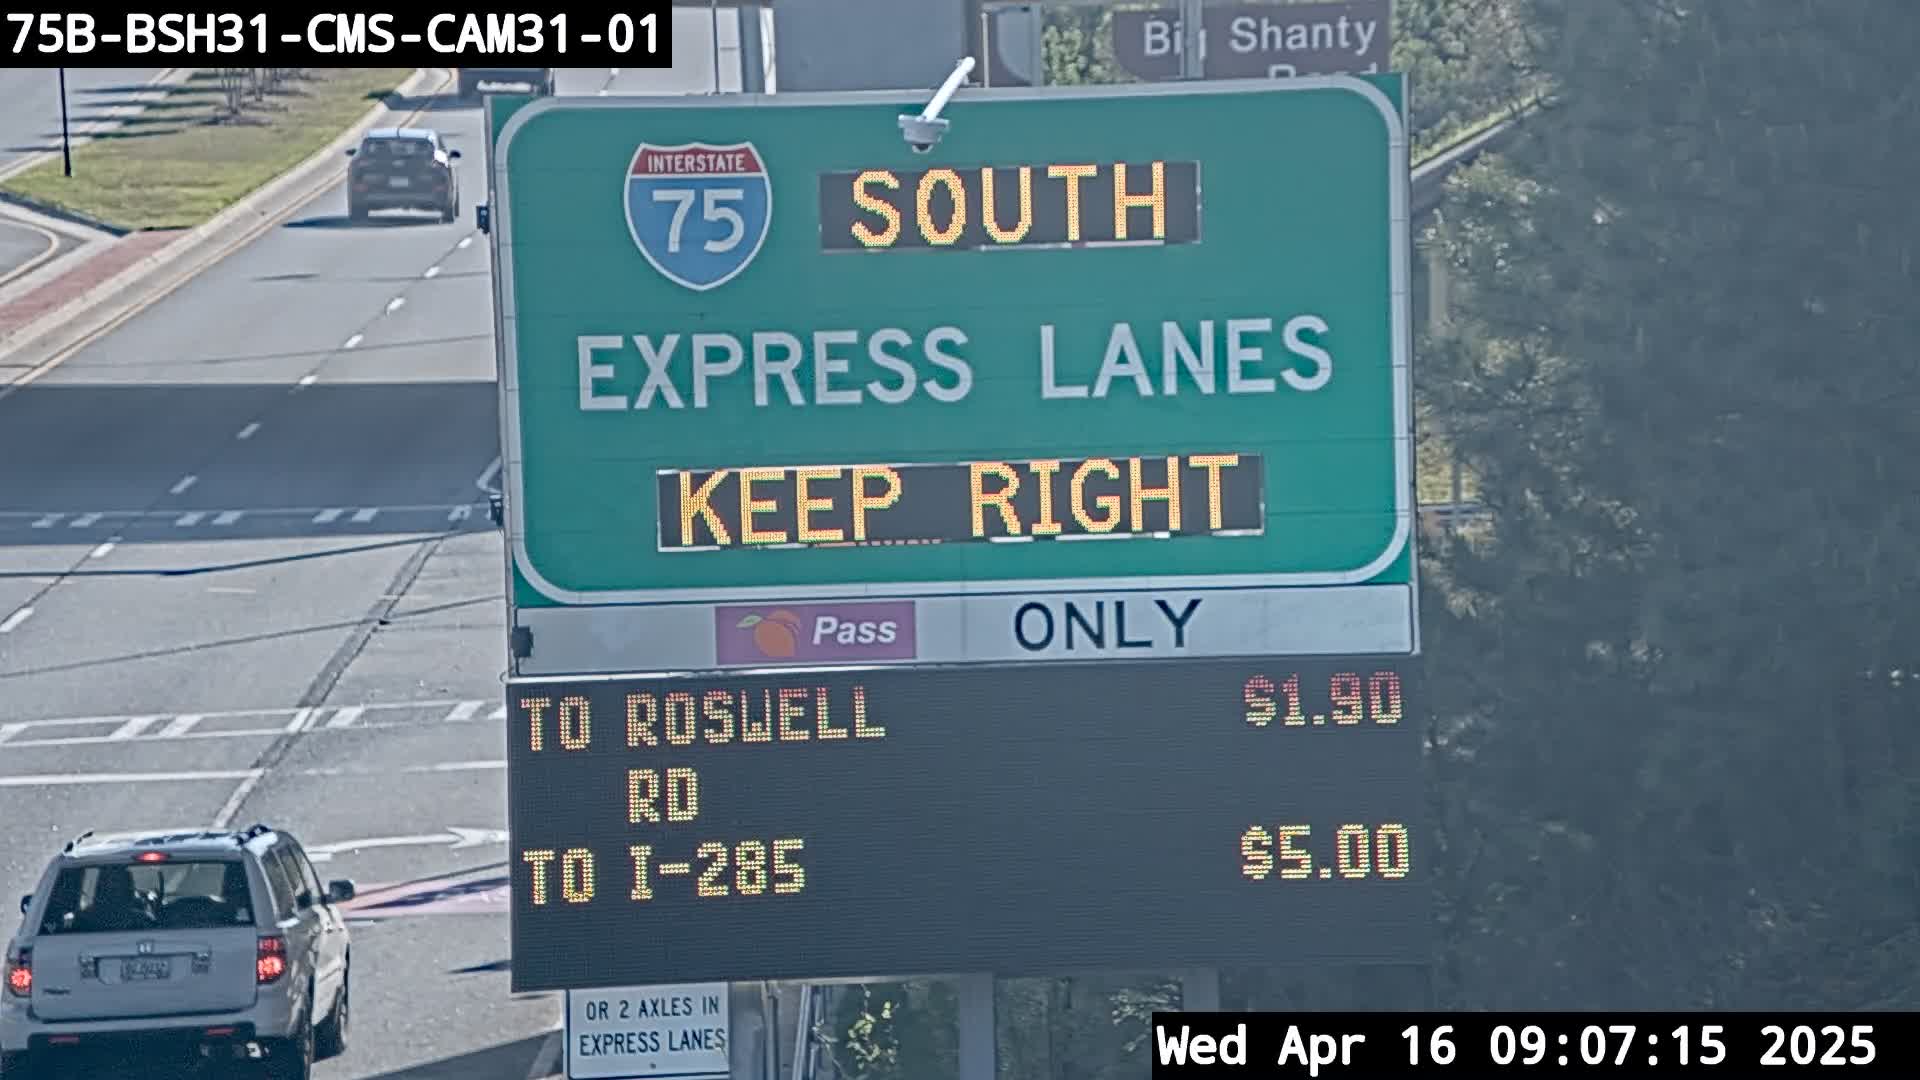 75B-BSH31-CMS-CAM31-01
Big Shanty
Road
INTERSTATE
75
SOUTH
EXPRESS LANES
KEEP RIGHT
Pass ONLY
TO ROSWELL $1.90
RD
TO I-285 $5.00
OR 2 AXLES IN
EXPRESS LANES
Wed Apr 16 09:07:15 2025